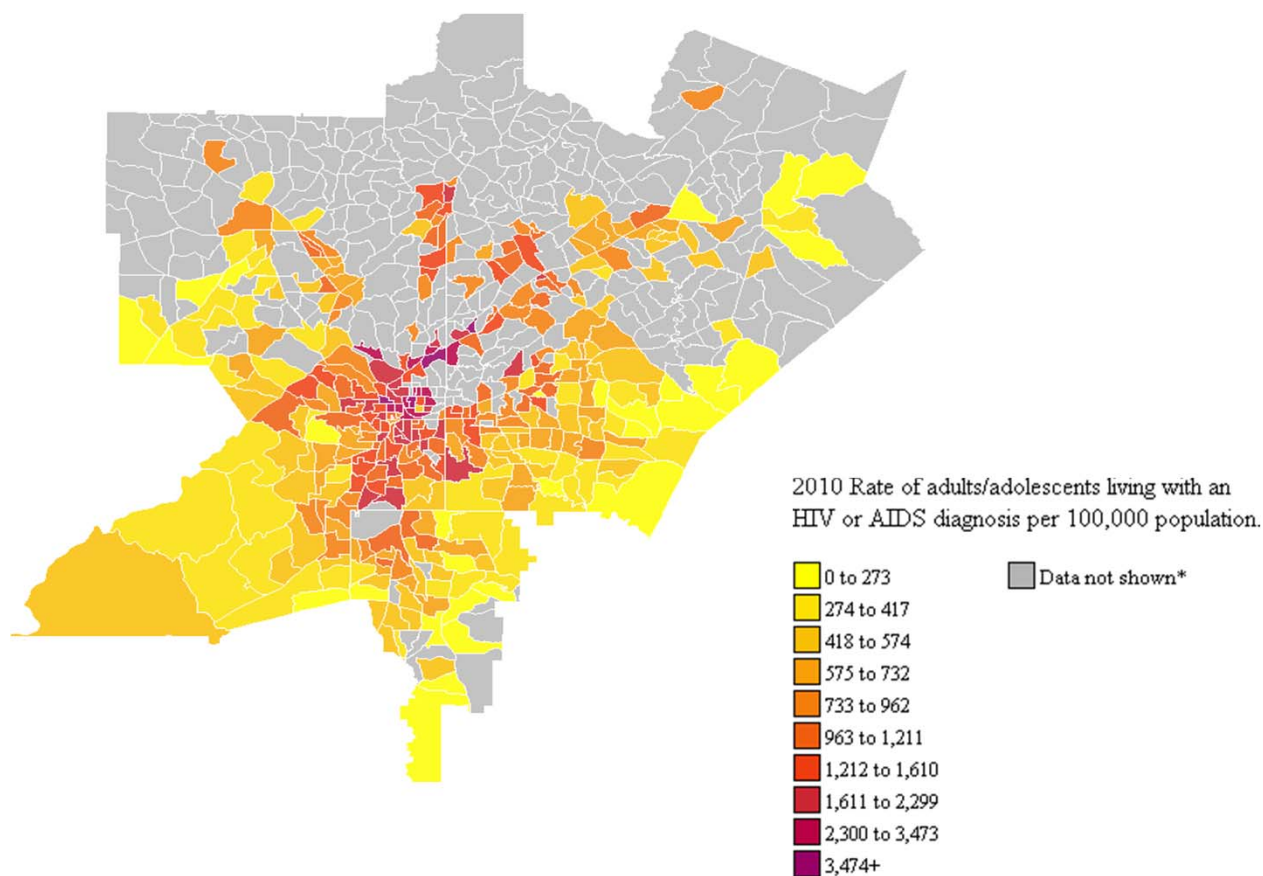 2010 Rate of adults/adolescents living with an
HIV or AIDS diagnosis per 100,000 population.
0 to 273
274 to 417
418 to 574
575 to 732
733 to 962
963 to 1,211
1,212 to 1,610
1,611 to 2,299
2,300 to 3,473
3,474+
Data not shown*